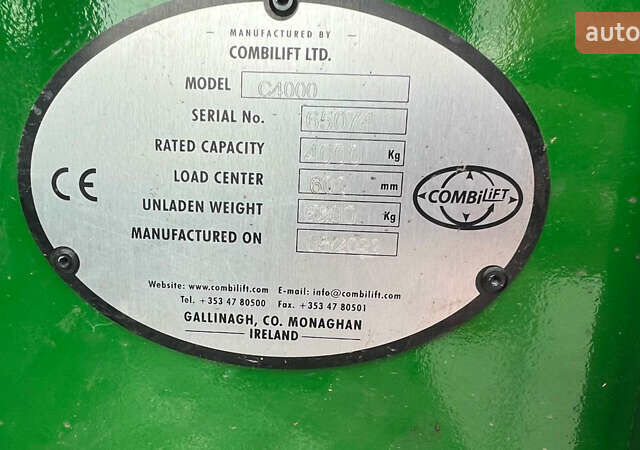 auto
MANUFACTURED BY
COMBILIFT LTD.
MODEL C4000
SERIAL No.
RATED CAPACITY 4000 Kg
LOAD CENTER 600 mm
UNLADEN WEIGHT Kg
MANUFACTURED ON
CE
COMBiLIFT
Website: www.combilift.com E-mail: info@combilift.com
Tel. +353 47 80500 Fax. +353 47 80501
GALLINAGH, CO. MONAGHAN
IRELAND